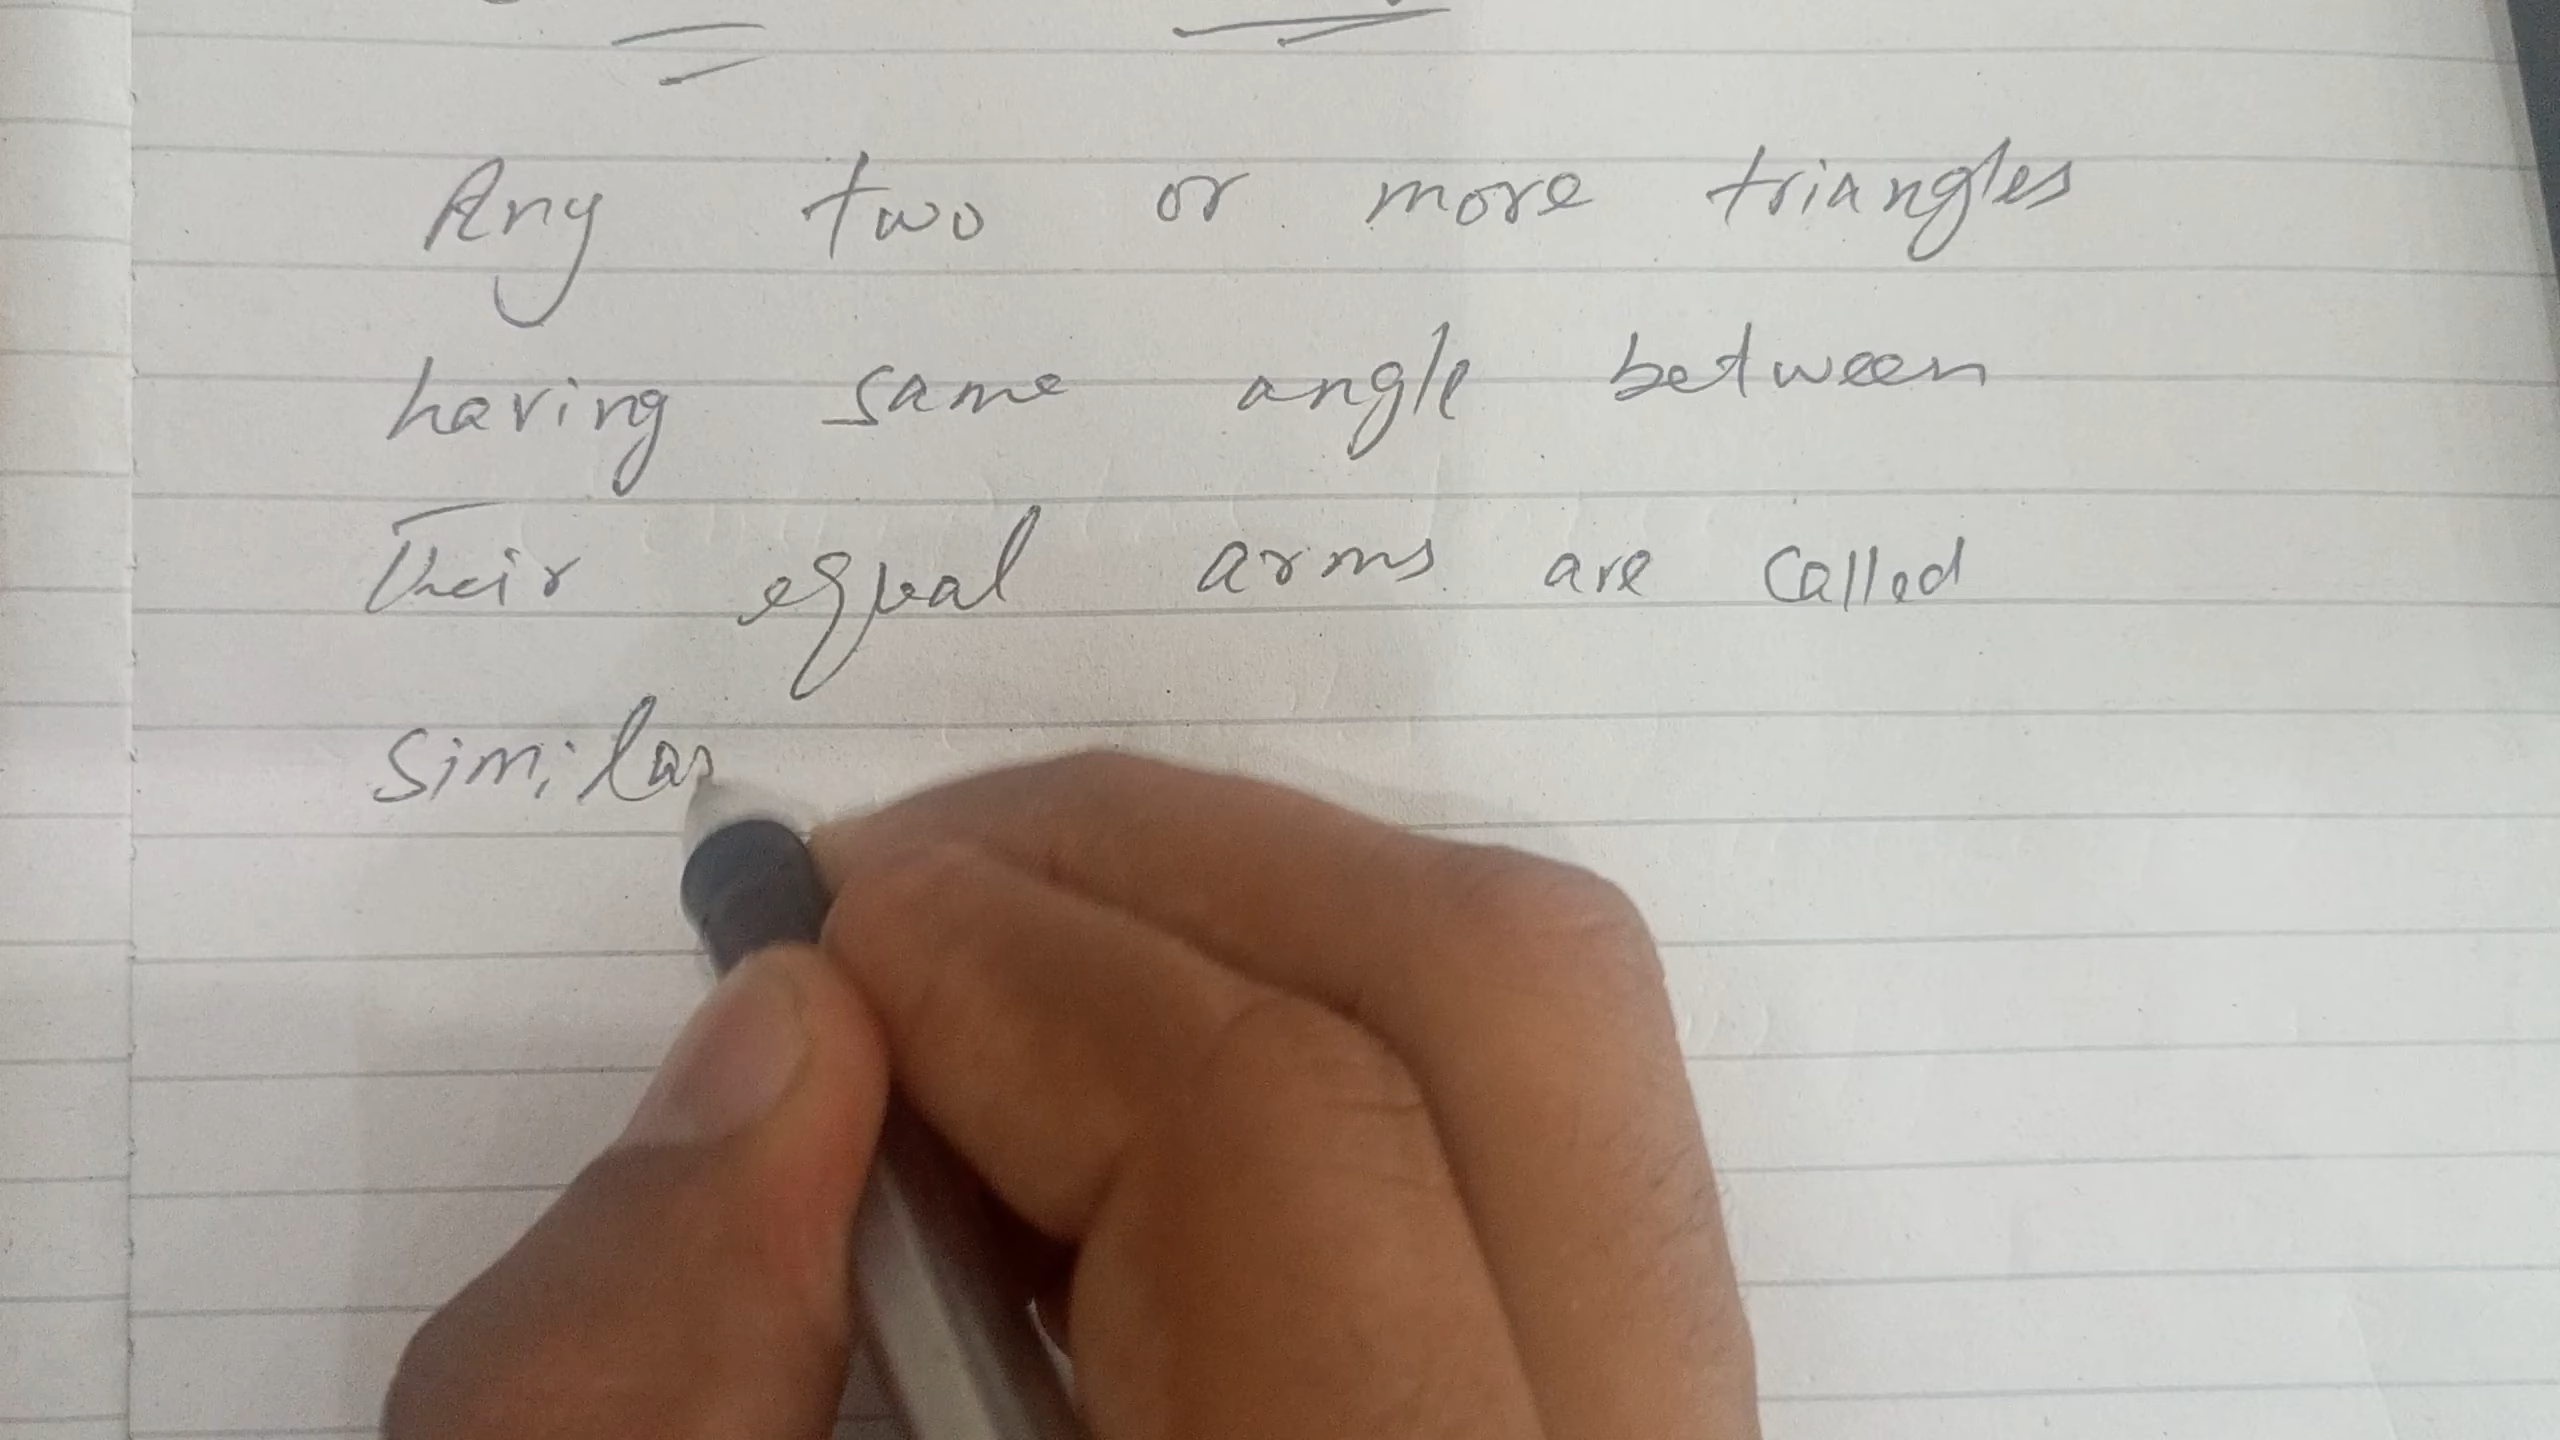 Any two or more triangles
having same angle between
Their equal arms are called
Similar